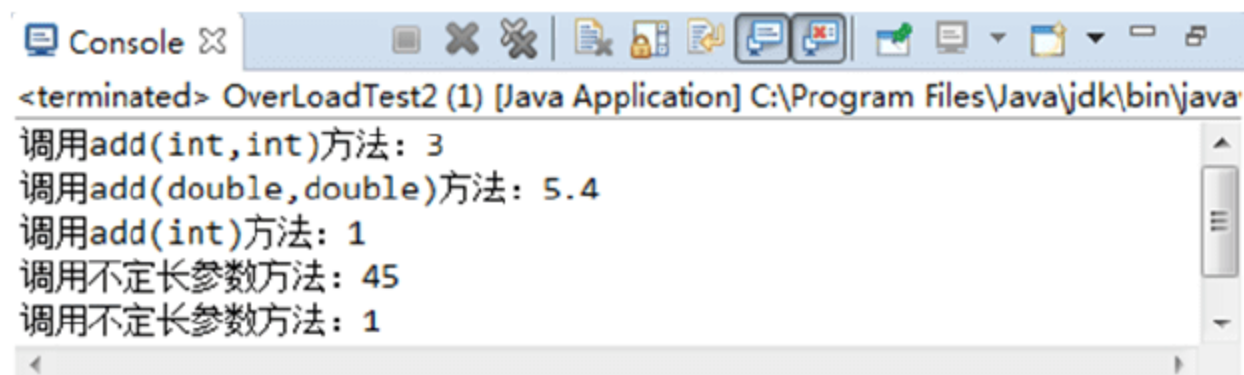 Console
<terminated> OverLoadTest2 (1) [Java Application] C:\Program Files\Java\jdk\bin\java
调用add(int,int)方法：3
调用add(double,double)方法：5.4
调用add(int)方法：1
调用不定长参数方法：45
调用不定长参数方法：1